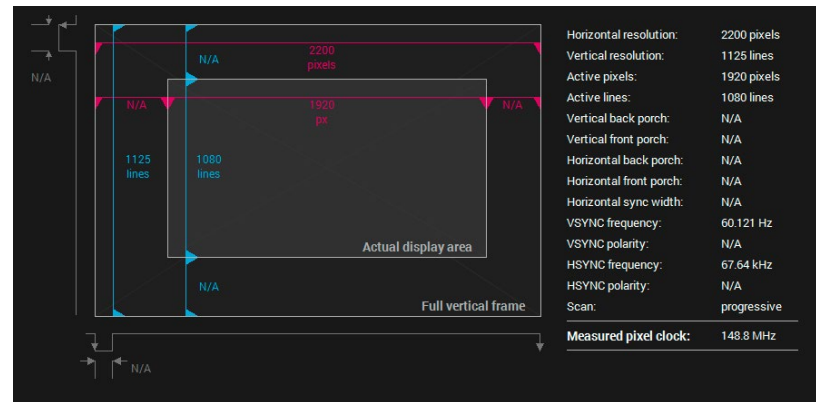 N/A
N/A
2200
pixels
N/A
1920
px
N/A
1125
lines
1080
lines
Actual display area
N/A
Full vertical frame
N/A
Horizontal resolution: 2200 pixels
Vertical resolution: 1125 lines
Active pixels: 1920 pixels
Active lines: 1080 lines
Vertical back porch: N/A
Vertical front porch: N/A
Horizontal back porch: N/A
Horizontal front porch: N/A
Horizontal sync width: N/A
VSYNC frequency: 60.121 Hz
VSYNC polarity: N/A
HSYNC frequency: 67.64 kHz
HSYNC polarity: N/A
Scan: progressive
Measured pixel clock: 148.8 MHz